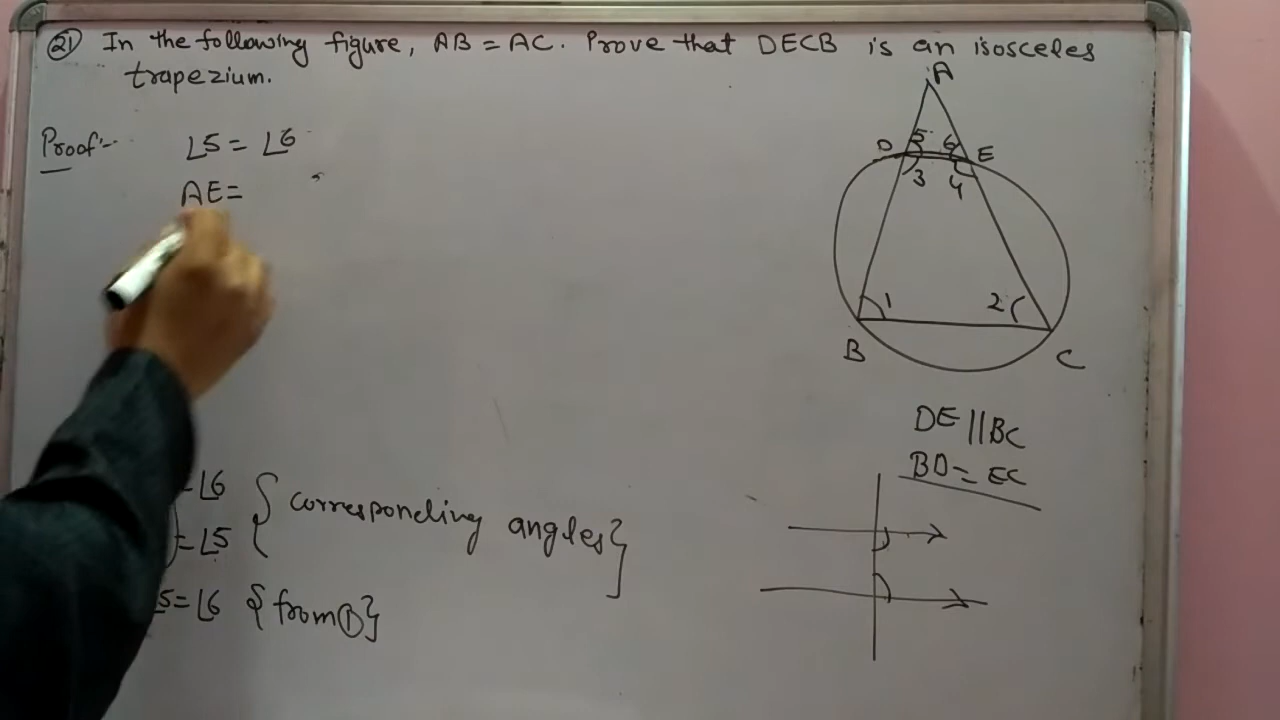 21) In the following figure, AB = AC. Prove that DECB is an isosceles
trapezium.
Proof:-
∠5 = ∠6
AE =
=∠6
=∠5
{ corresponding angles}
∠5=∠6 {from ①}
A
D
5
6
E
3
4
1
2
B
C
DE || BC
BD = EC